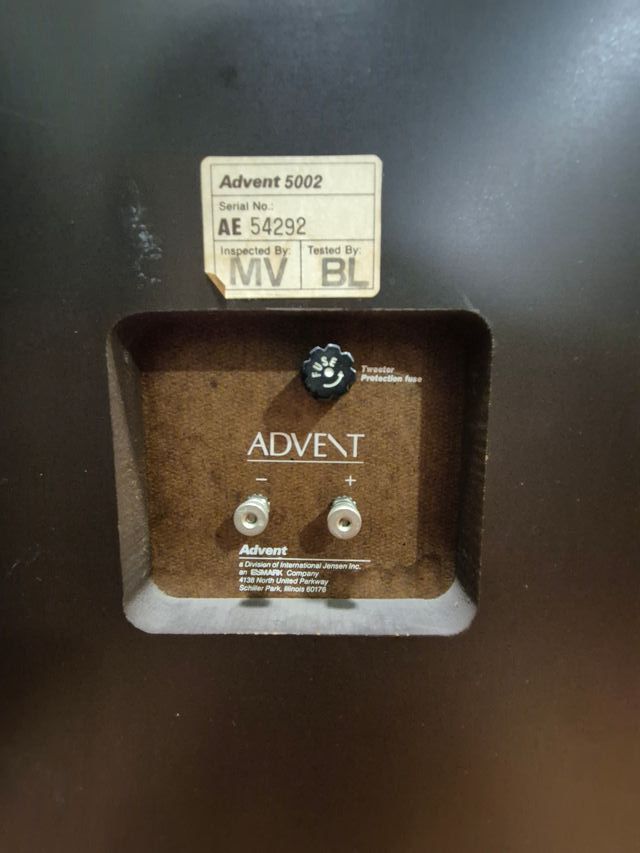 Advent 5002
Serial No.:
AE 54292
Inspected By: Tested By:
MV BL
FUSE
Tweeter
Protection fuse
ADVENT
− +
Advent
a Division of International Jensen Inc.
an ESMARK Company
4138 North United Parkway
Schiller Park, Illinois 60176